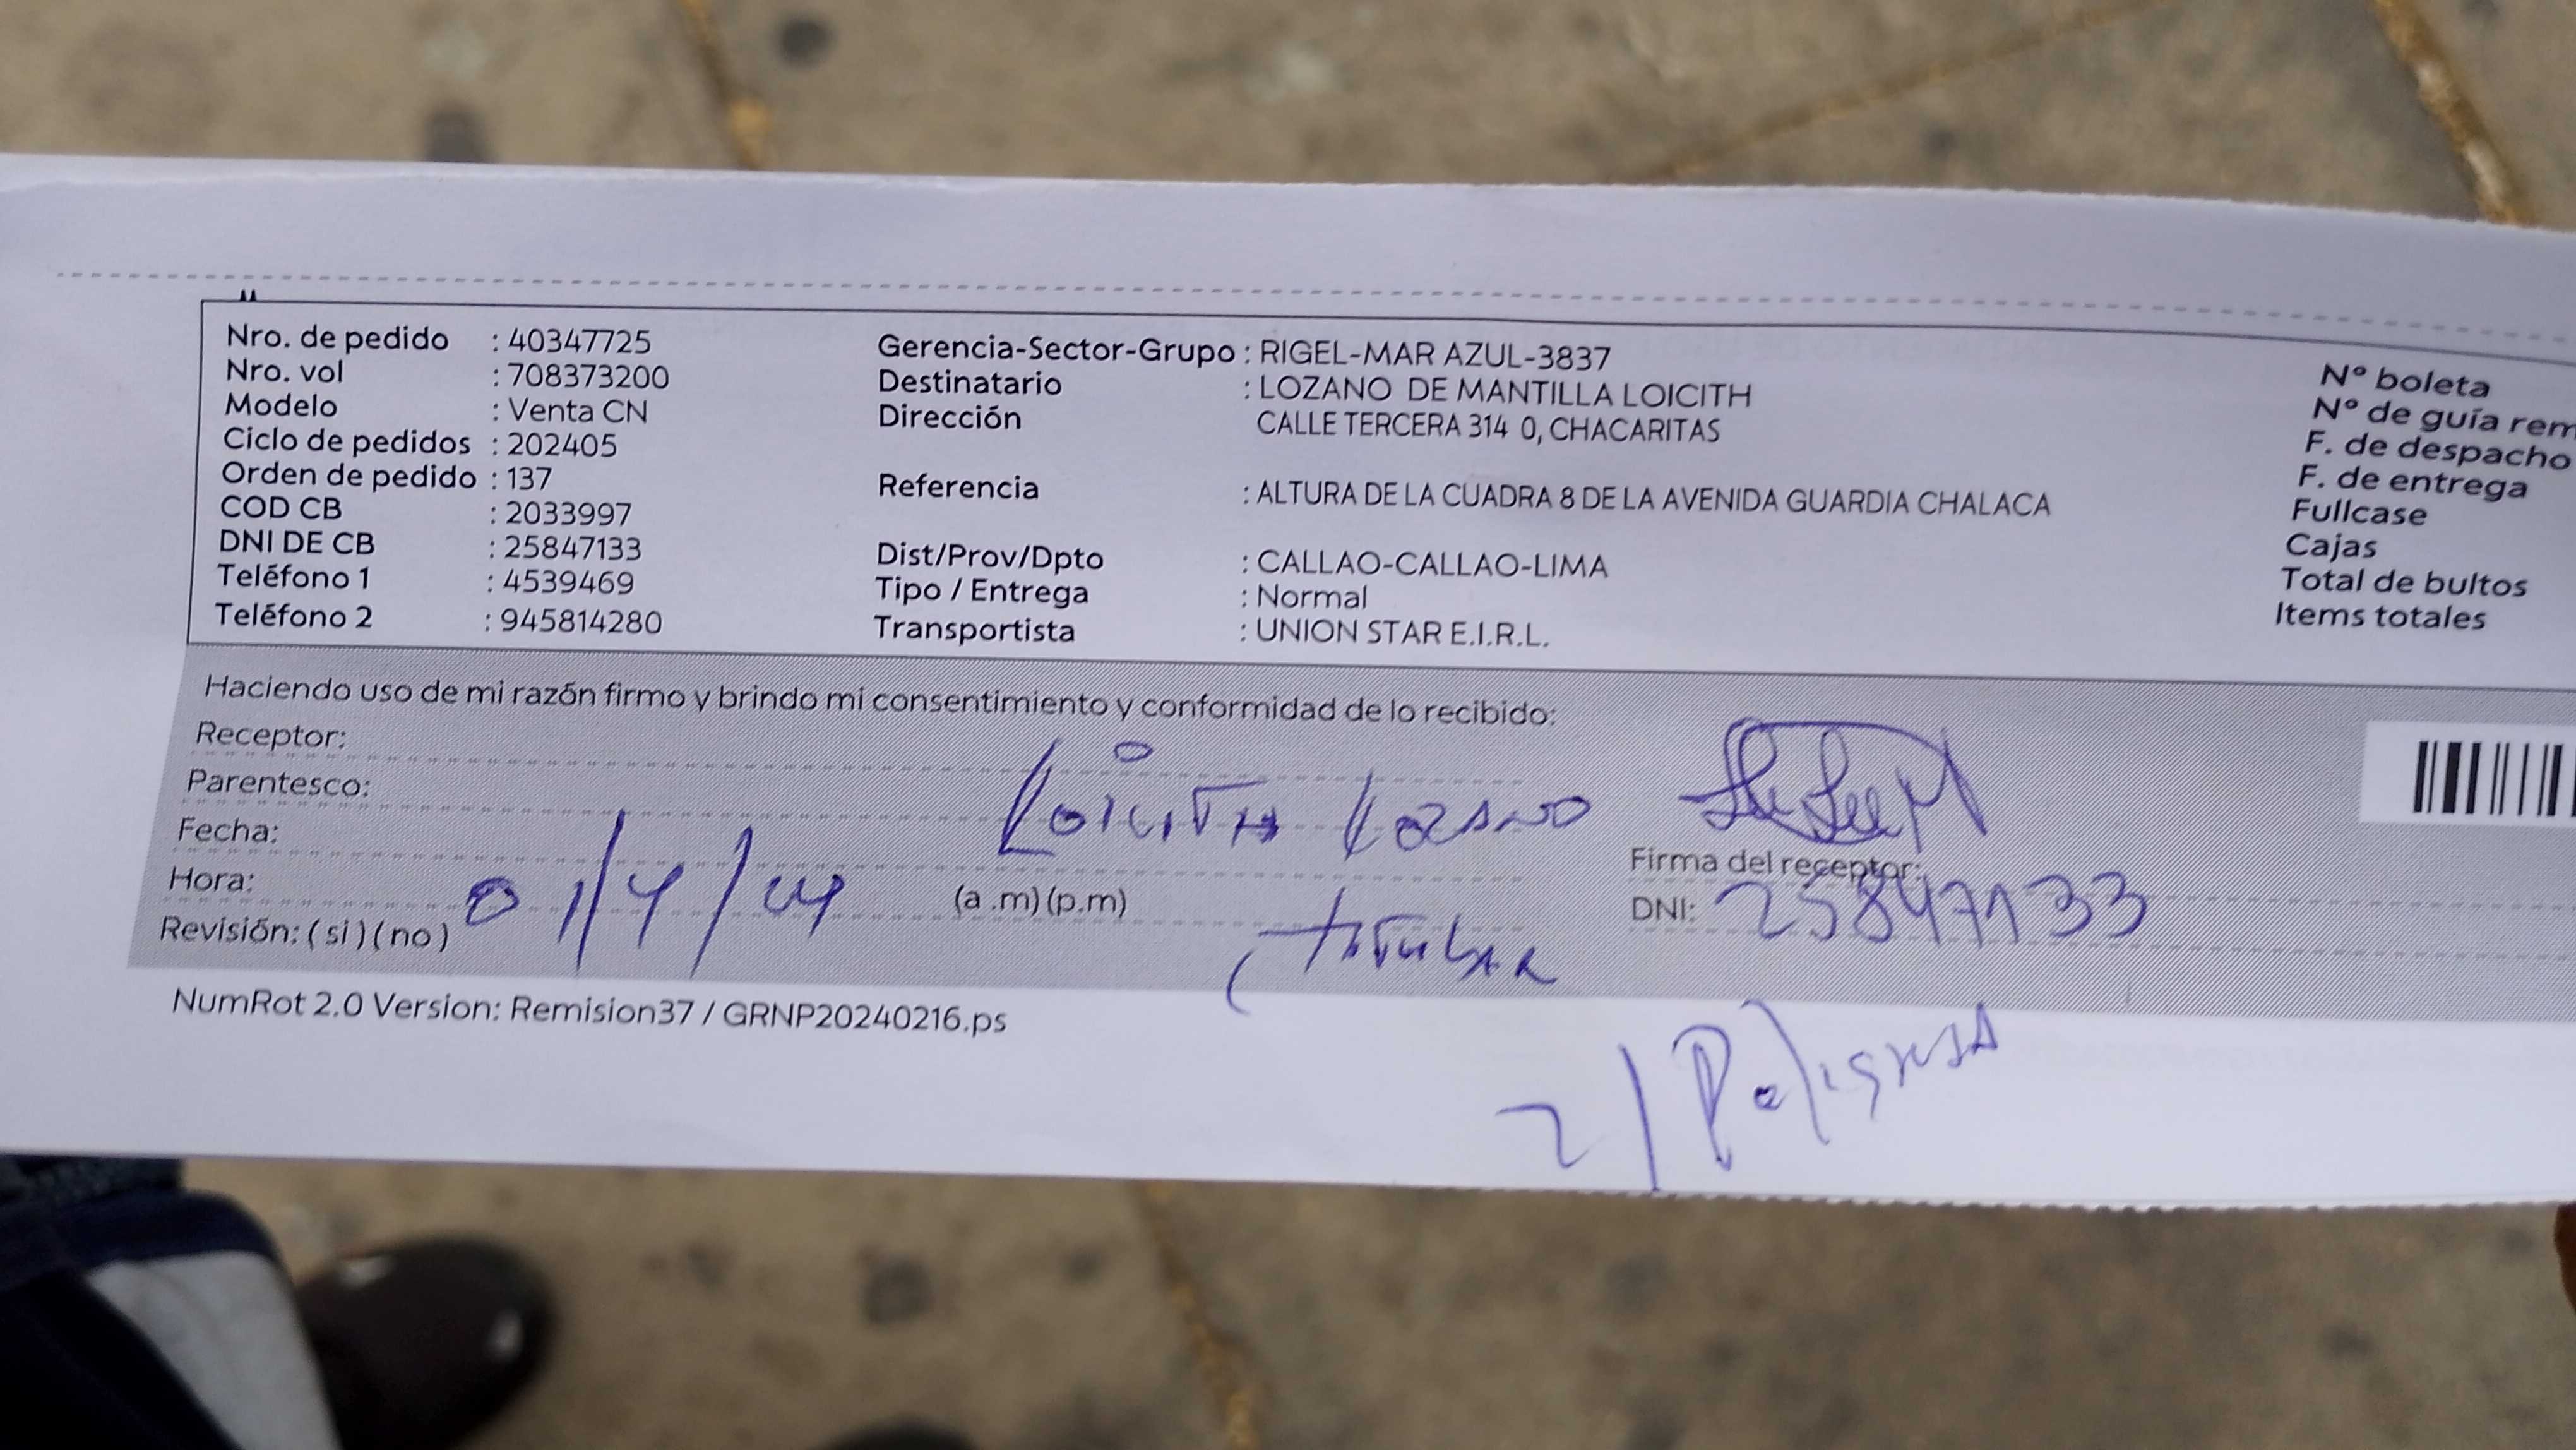 Nro. de pedido : 40347725
Nro. vol : 708373200
Modelo : Venta CN
Ciclo de pedidos : 202405
Orden de pedido : 137
COD CB : 2033997
DNI DE CB : 25847133
Teléfono 1 : 4539469
Teléfono 2 : 945814280
Gerencia-Sector-Grupo : RIGEL-MAR AZUL-3837
Destinatario : LOZANO DE MANTILLA LOICITH
Dirección CALLE TERCERA 314 0, CHACARITAS
Referencia : ALTURA DE LA CUADRA 8 DE LA AVENIDA GUARDIA CHALACA
Dist/Prov/Dpto : CALLAO-CALLAO-LIMA
Tipo / Entrega : Normal
Transportista : UNION STAR E.I.R.L.
Nº boleta
Nº de guía rem
F. de despacho
F. de entrega
Fullcase
Cajas
Total de bultos
Items totales
Haciendo uso de mi razón firmo y brindo mi consentimiento y conformidad de lo recibido:
Receptor:
Parentesco:
Fecha:
Hora: (a .m) (p.m)
Revisión: ( si ) ( no )
Loicith Lozano
01/4/24
(titular
Firma del receptor:
DNI: 25847133
NumRot 2.0 Version: Remision37 / GRNP20240216.ps
2/